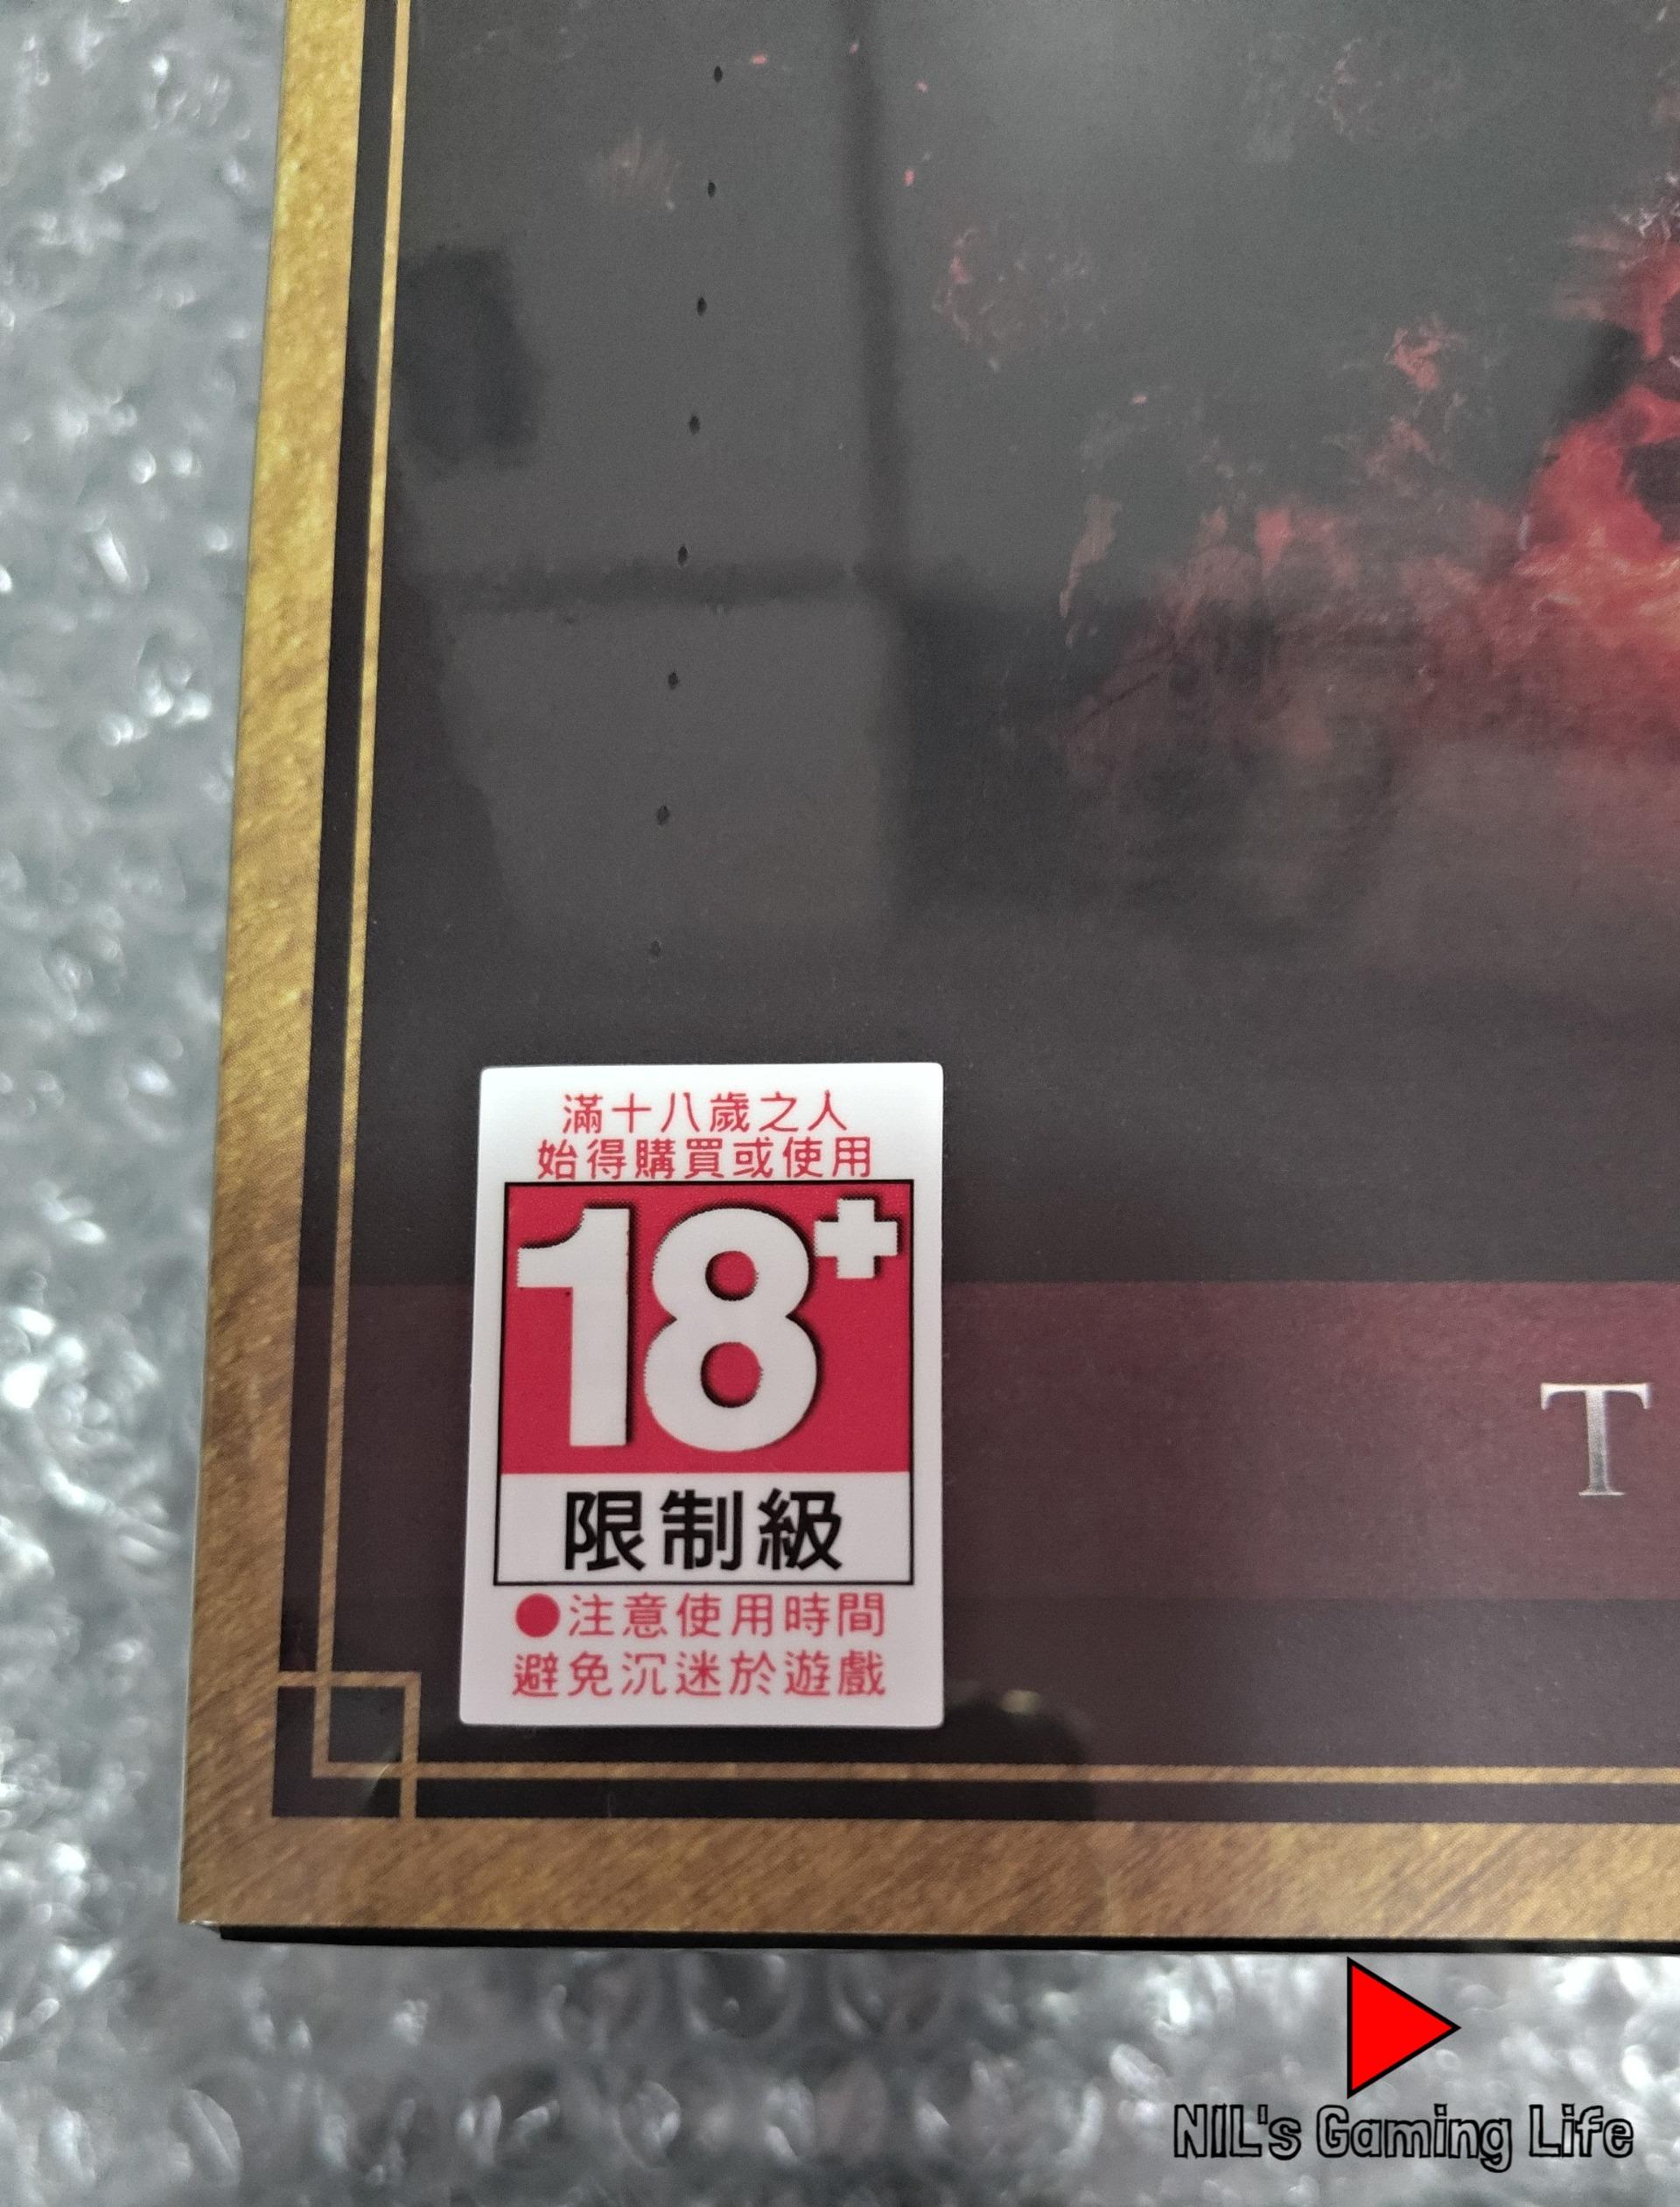 滿十八歲之人
始得購買或使用
18+
限制級
●注意使用時間
避免沉迷於遊戲
T
NIL's Gaming Life